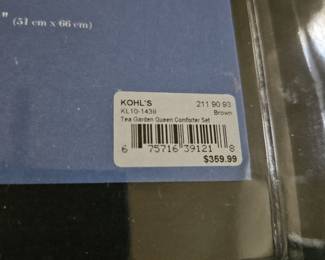 " (51 cm x 66 cm)
KOHL'S 211 90 93
KL10-1439 Brown
Tea Garden Queen Comforter Set
6 75716 39121 8
$359.99